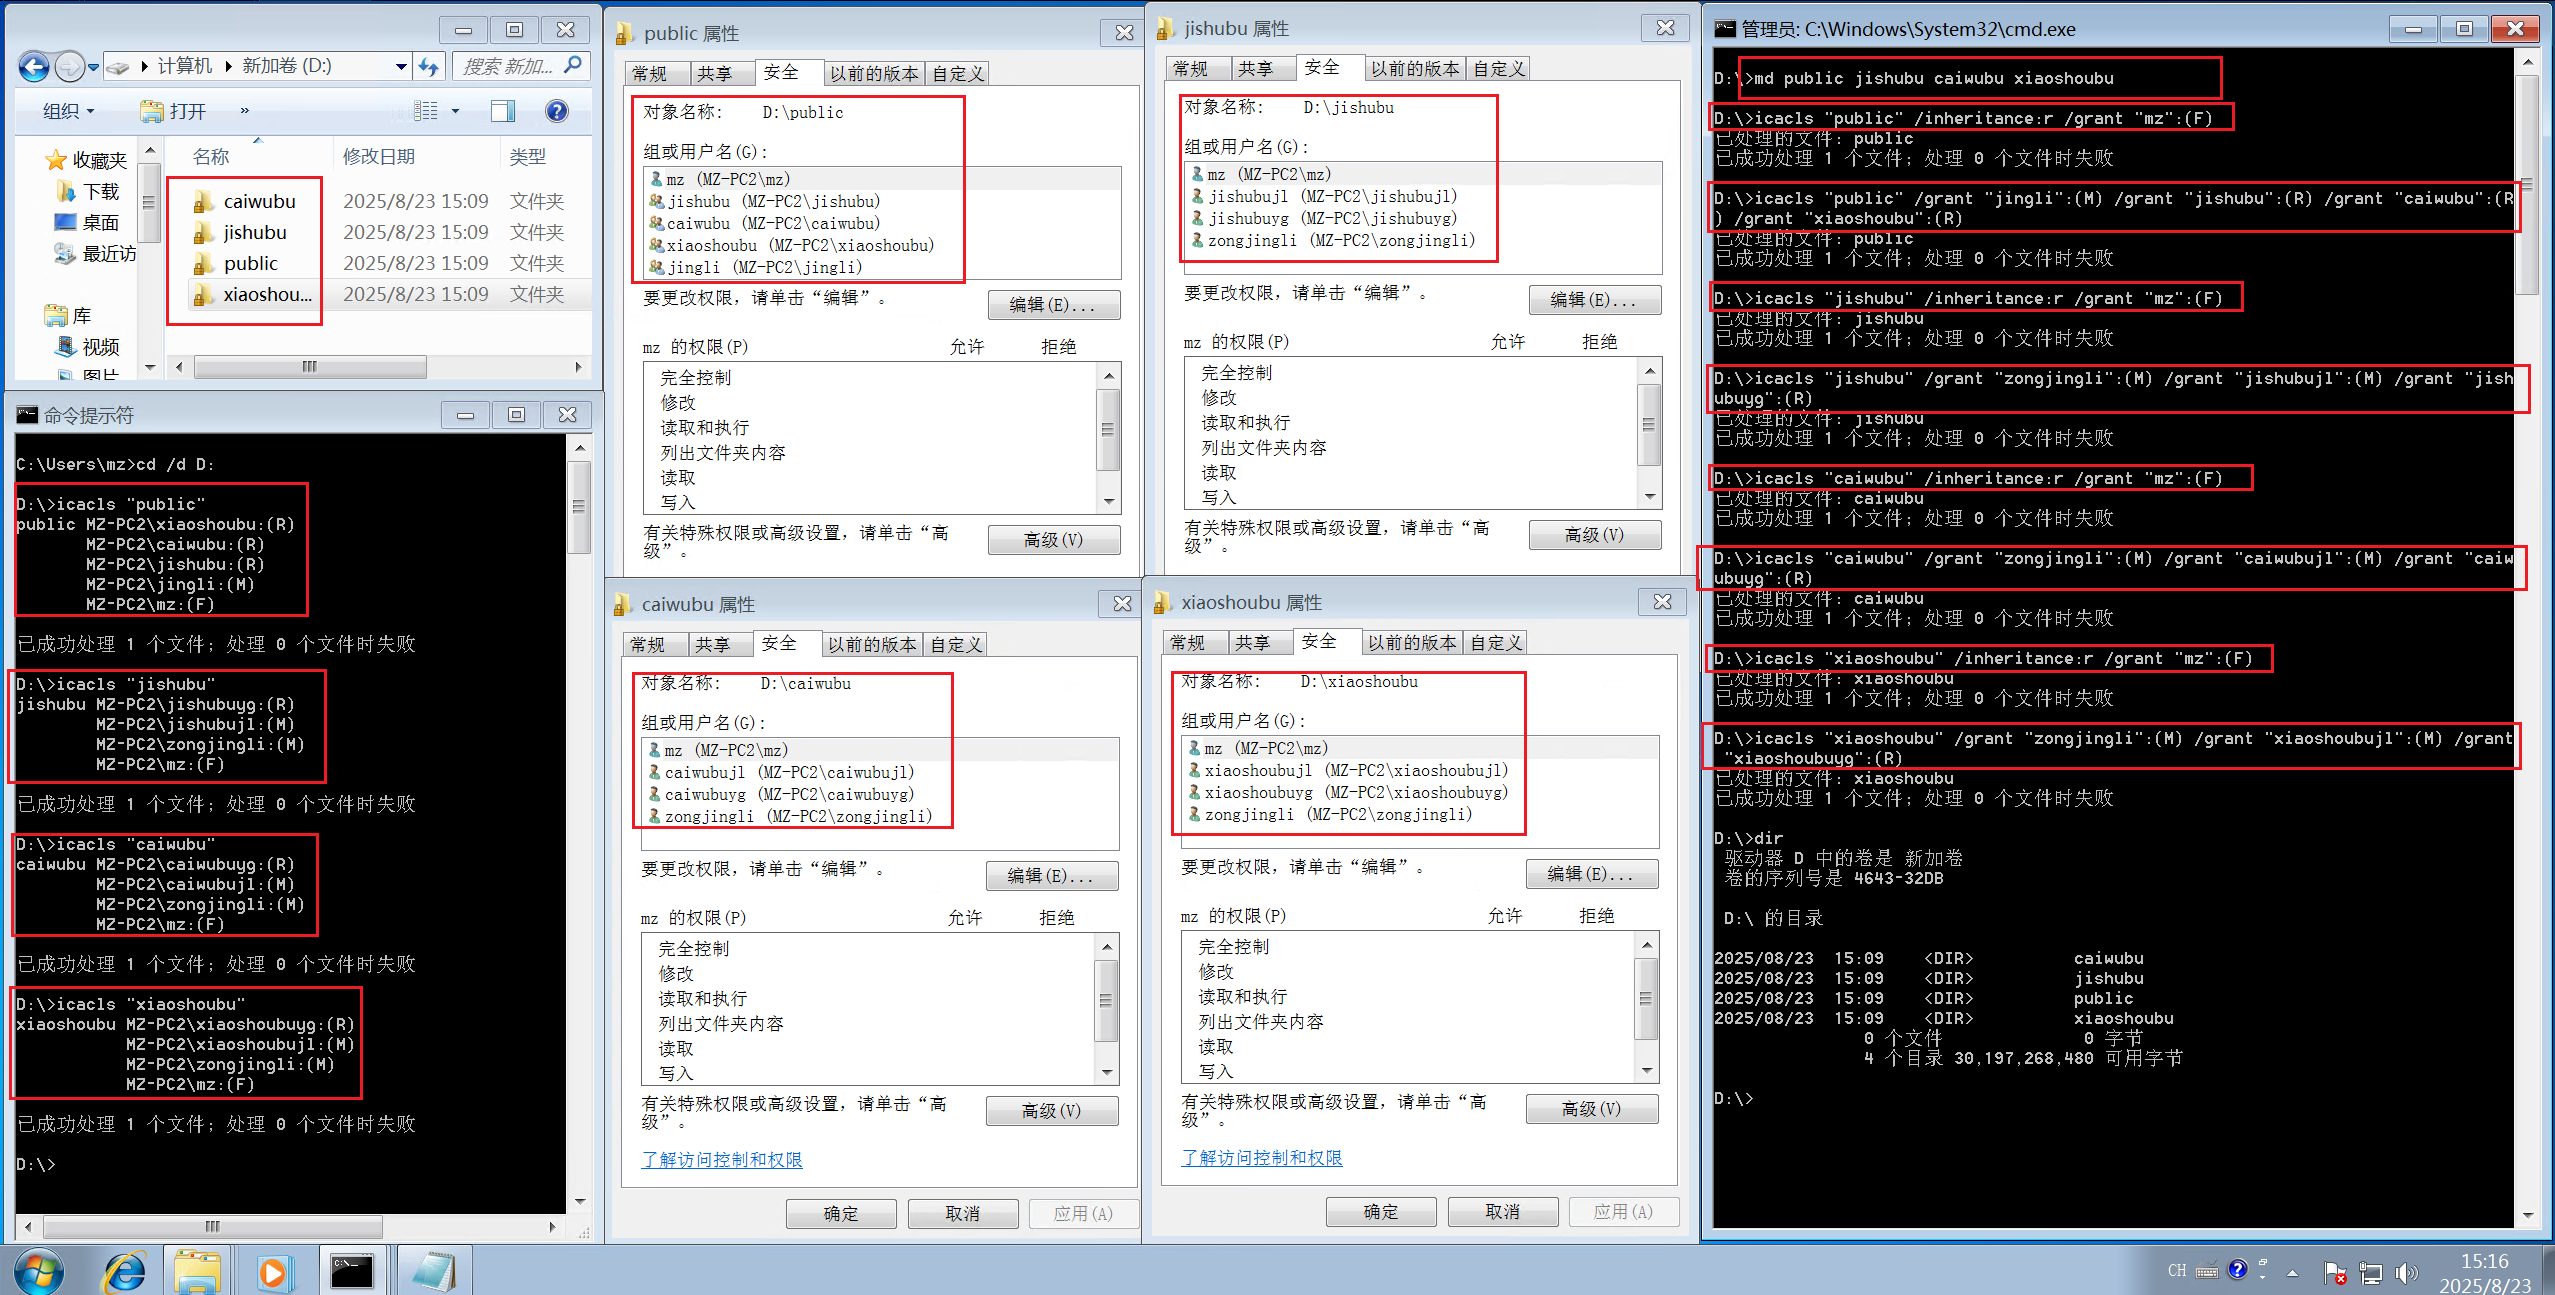 计算机 新加卷 (D:) 搜索 新加...
组织 打开 »
收藏夹
下载
桌面
最近访
库
视频
图片
名称 修改日期 类型
caiwubu 2025/8/23 15:09 文件夹
jishubu 2025/8/23 15:09 文件夹
public 2025/8/23 15:09 文件夹
xiaoshou... 2025/8/23 15:09 文件夹
命令提示符
C:\Users\mz>cd /d D:
D:\>icacls "public"
public MZ-PC2\xiaoshoubu:(R)
MZ-PC2\caiwubu:(R)
MZ-PC2\jishubu:(R)
MZ-PC2\jingli:(M)
MZ-PC2\mz:(F)
已成功处理 1 个文件; 处理 0 个文件时失败
D:\>icacls "jishubu"
jishubu MZ-PC2\jishubuyg:(R)
MZ-PC2\jishubujl:(M)
MZ-PC2\zongjingli:(M)
MZ-PC2\mz:(F)
已成功处理 1 个文件; 处理 0 个文件时失败
D:\>icacls "caiwubu"
caiwubu MZ-PC2\caiwubuyg:(R)
MZ-PC2\caiwubujl:(M)
MZ-PC2\zongjingli:(M)
MZ-PC2\mz:(F)
已成功处理 1 个文件; 处理 0 个文件时失败
D:\>icacls "xiaoshoubu"
xiaoshoubu MZ-PC2\xiaoshoubuyg:(R)
MZ-PC2\xiaoshoubujl:(M)
MZ-PC2\zongjingli:(M)
MZ-PC2\mz:(F)
已成功处理 1 个文件; 处理 0 个文件时失败
D:\>
public 属性
常规 共享 安全 以前的版本 自定义
对象名称: D:\public
组或用户名(G):
mz (MZ-PC2\mz)
jishubu (MZ-PC2\jishubu)
caiwubu (MZ-PC2\caiwubu)
xiaoshoubu (MZ-PC2\xiaoshoubu)
jingli (MZ-PC2\jingli)
要更改权限，请单击“编辑”。
编辑(E)...
mz 的权限(P) 允许 拒绝
完全控制
修改
读取和执行
列出文件夹内容
读取
写入
有关特殊权限或高级设置，请单击“高
级”。
高级(V)
jishubu 属性
常规 共享 安全 以前的版本 自定义
对象名称: D:\jishubu
组或用户名(G):
mz (MZ-PC2\mz)
jishubujl (MZ-PC2\jishubujl)
jishubuyg (MZ-PC2\jishubuyg)
zongjingli (MZ-PC2\zongjingli)
要更改权限，请单击“编辑”。
编辑(E)...
mz 的权限(P) 允许 拒绝
完全控制
修改
读取和执行
列出文件夹内容
读取
写入
有关特殊权限或高级设置，请单击“高
级”。
高级(V)
caiwubu 属性
常规 共享 安全 以前的版本 自定义
对象名称: D:\caiwubu
组或用户名(G):
mz (MZ-PC2\mz)
caiwubujl (MZ-PC2\caiwubujl)
caiwubuyg (MZ-PC2\caiwubuyg)
zongjingli (MZ-PC2\zongjingli)
要更改权限，请单击“编辑”。
编辑(E)...
mz 的权限(P) 允许 拒绝
完全控制
修改
读取和执行
列出文件夹内容
读取
写入
有关特殊权限或高级设置，请单击“高
级”。
高级(V)
了解访问控制和权限
确定 取消 应用(A)
xiaoshoubu 属性
常规 共享 安全 以前的版本 自定义
对象名称: D:\xiaoshoubu
组或用户名(G):
mz (MZ-PC2\mz)
xiaoshoubujl (MZ-PC2\xiaoshoubujl)
xiaoshoubuyg (MZ-PC2\xiaoshoubuyg)
zongjingli (MZ-PC2\zongjingli)
要更改权限，请单击“编辑”。
编辑(E)...
mz 的权限(P) 允许 拒绝
完全控制
修改
读取和执行
列出文件夹内容
读取
写入
有关特殊权限或高级设置，请单击“高
级”。
高级(V)
了解访问控制和权限
确定 取消 应用(A)
管理员: C:\Windows\System32\cmd.exe
D:\>md public jishubu caiwubu xiaoshoubu
D:\>icacls "public" /inheritance:r /grant "mz":(F)
已处理的文件: public
已成功处理 1 个文件; 处理 0 个文件时失败
D:\>icacls "public" /grant "jingli":(M) /grant "jishubu":(R) /grant "caiwubu":(R
) /grant "xiaoshoubu":(R)
已处理的文件: public
已成功处理 1 个文件; 处理 0 个文件时失败
D:\>icacls "jishubu" /inheritance:r /grant "mz":(F)
已处理的文件: jishubu
已成功处理 1 个文件; 处理 0 个文件时失败
D:\>icacls "jishubu" /grant "zongjingli":(M) /grant "jishubujl":(M) /grant "jish
ubuyg":(R)
已处理的文件: jishubu
已成功处理 1 个文件; 处理 0 个文件时失败
D:\>icacls "caiwubu" /inheritance:r /grant "mz":(F)
已处理的文件: caiwubu
已成功处理 1 个文件; 处理 0 个文件时失败
D:\>icacls "caiwubu" /grant "zongjingli":(M) /grant "caiwubujl":(M) /grant "caiw
ubuyg":(R)
已处理的文件: caiwubu
已成功处理 1 个文件; 处理 0 个文件时失败
D:\>icacls "xiaoshoubu" /inheritance:r /grant "mz":(F)
已处理的文件: xiaoshoubu
已成功处理 1 个文件; 处理 0 个文件时失败
D:\>icacls "xiaoshoubu" /grant "zongjingli":(M) /grant "xiaoshoubujl":(M) /grant
"xiaoshoubuyg":(R)
已处理的文件: xiaoshoubu
已成功处理 1 个文件; 处理 0 个文件时失败
D:\>dir
驱动器 D 中的卷是 新加卷
卷的序列号是 4643-32DB
D:\ 的目录
2025/08/23 15:09 <DIR> caiwubu
2025/08/23 15:09 <DIR> jishubu
2025/08/23 15:09 <DIR> public
2025/08/23 15:09 <DIR> xiaoshoubu
0 个文件 0 字节
4 个目录 30,197,268,480 可用字节
D:\>
CH
15:16
2025/8/23